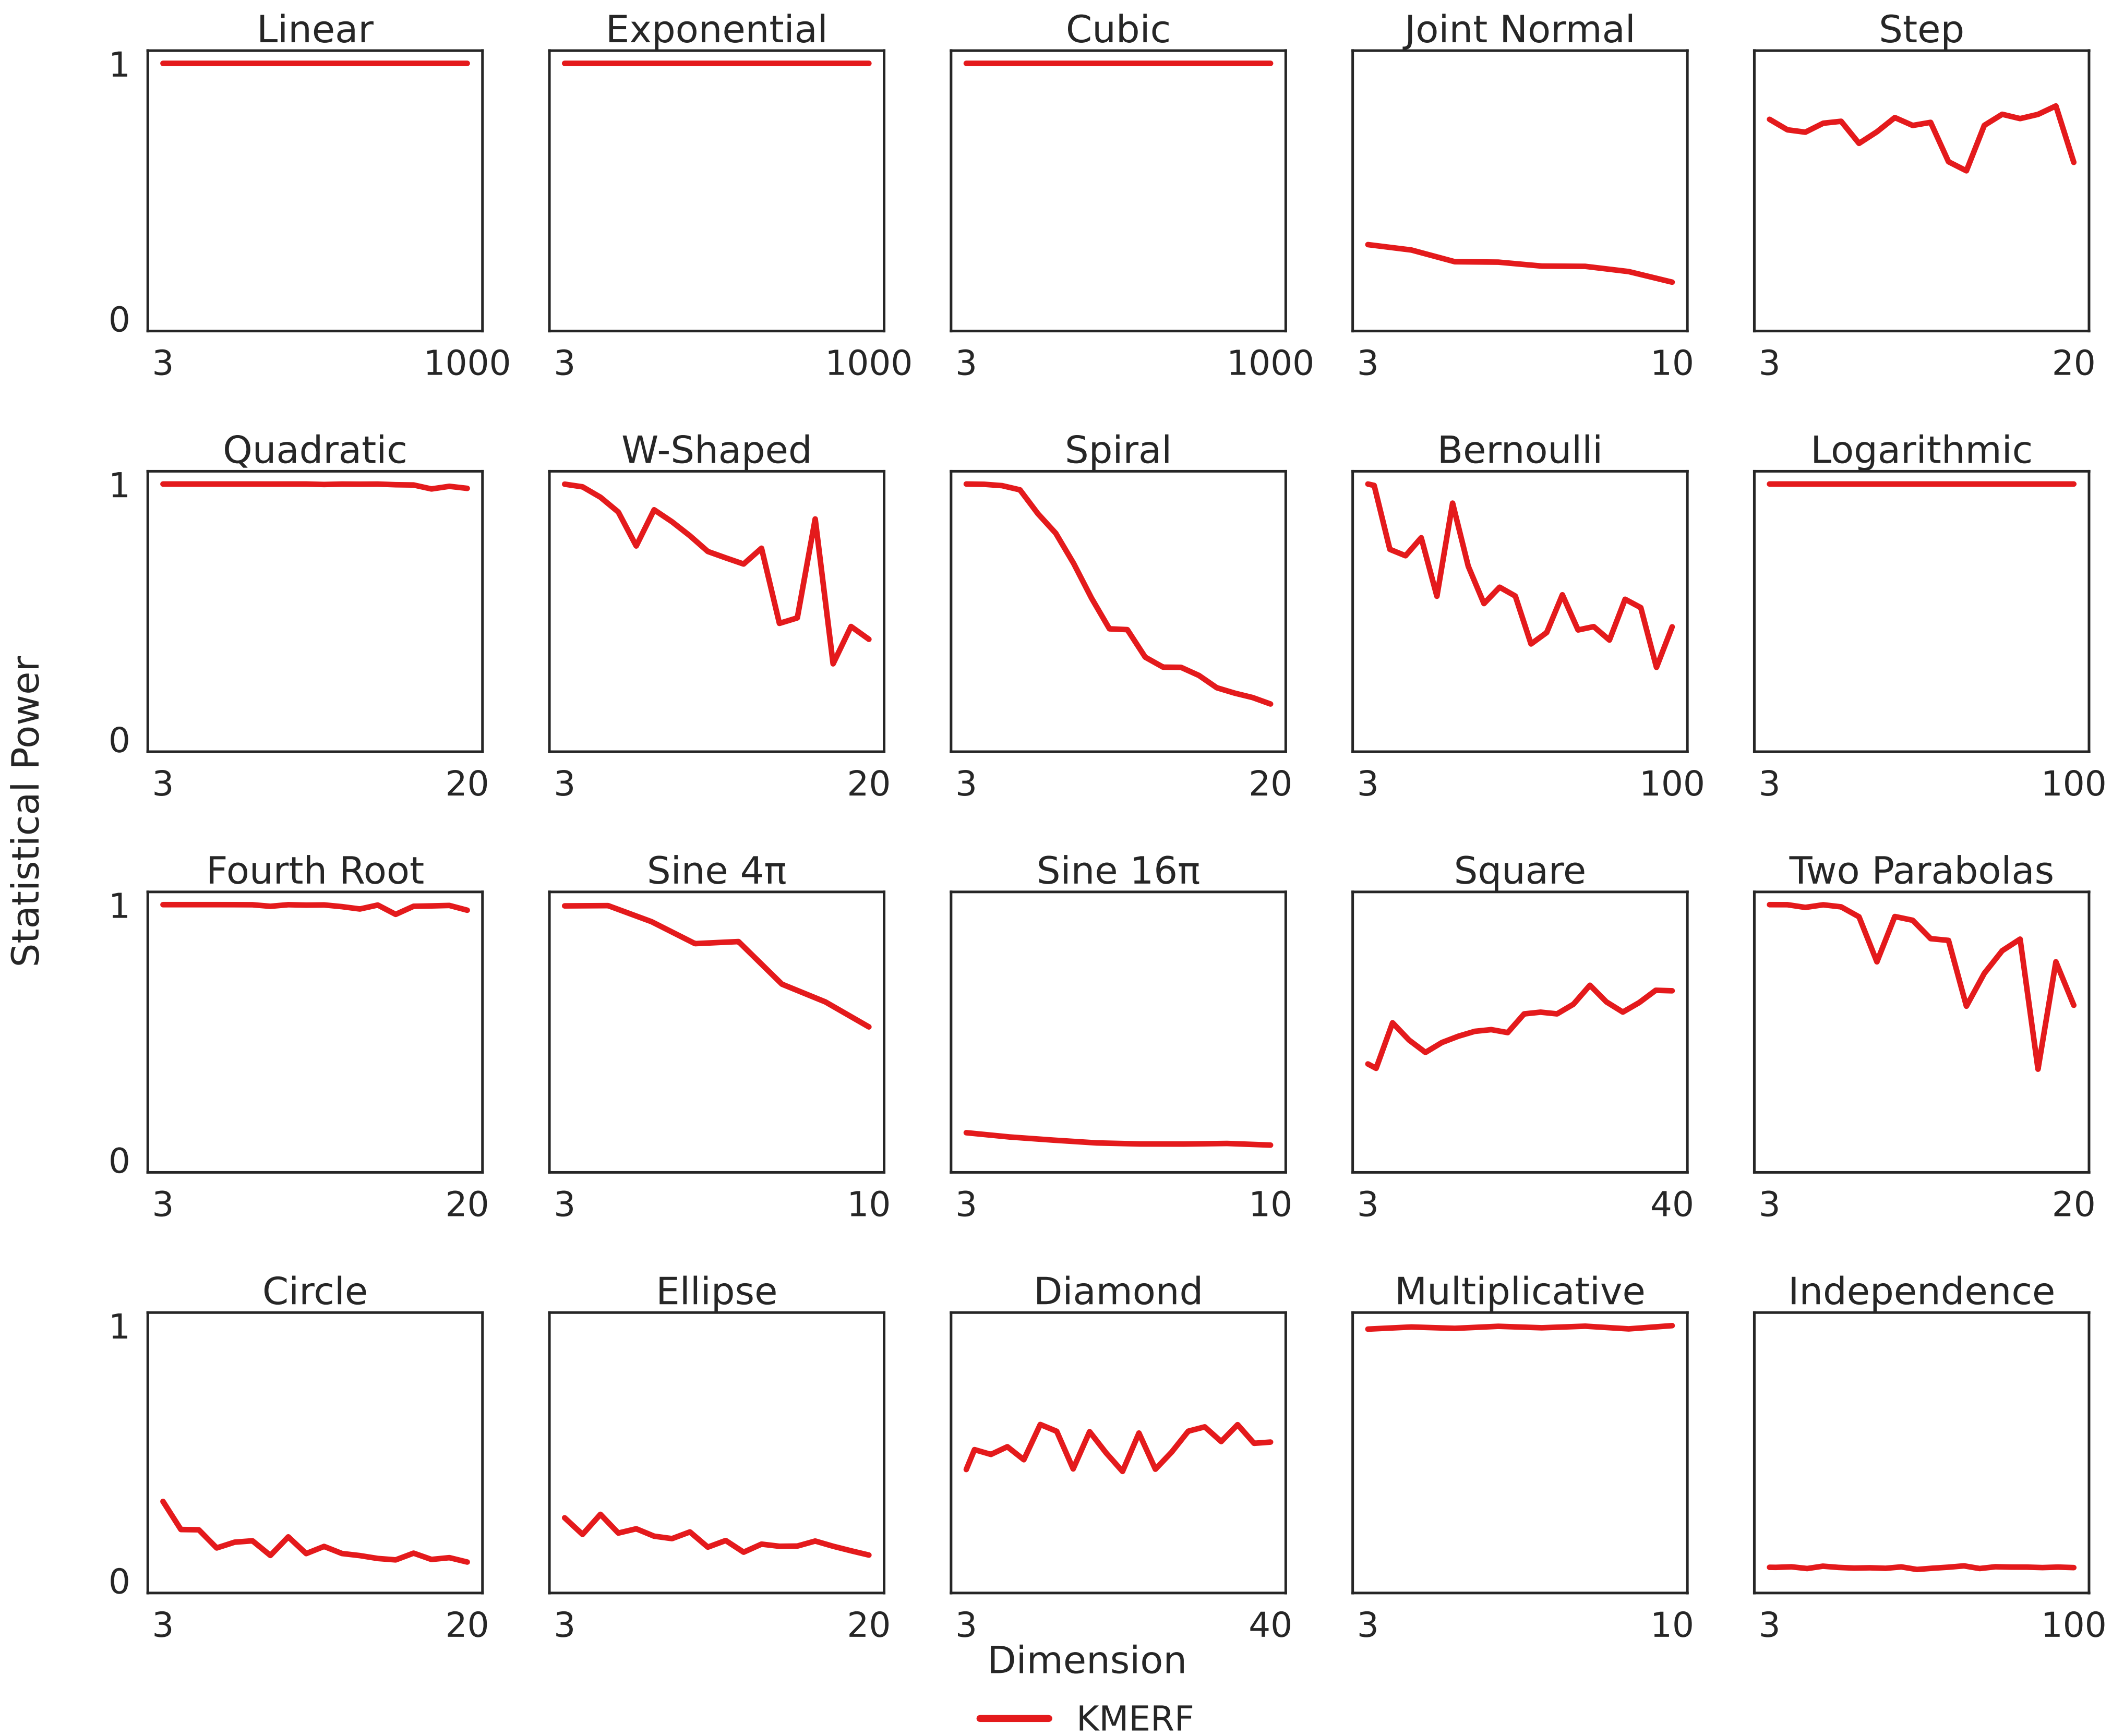 Linear Exponential Cubic Joint Normal Step
1
0
3 1000 3 1000 3 1000 3 10 3 20
Quadratic W-Shaped Spiral Bernoulli Logarithmic
1
0
3 20 3 20 3 20 3 100 3 100
Statistical Power
Fourth Root Sine 4π Sine 16π Square Two Parabolas
1
0
3 20 3 10 3 10 3 40 3 20
Circle Ellipse Diamond Multiplicative Independence
1
0
3 20 3 20 3 40 3 10 3 100
Dimension
KMERF